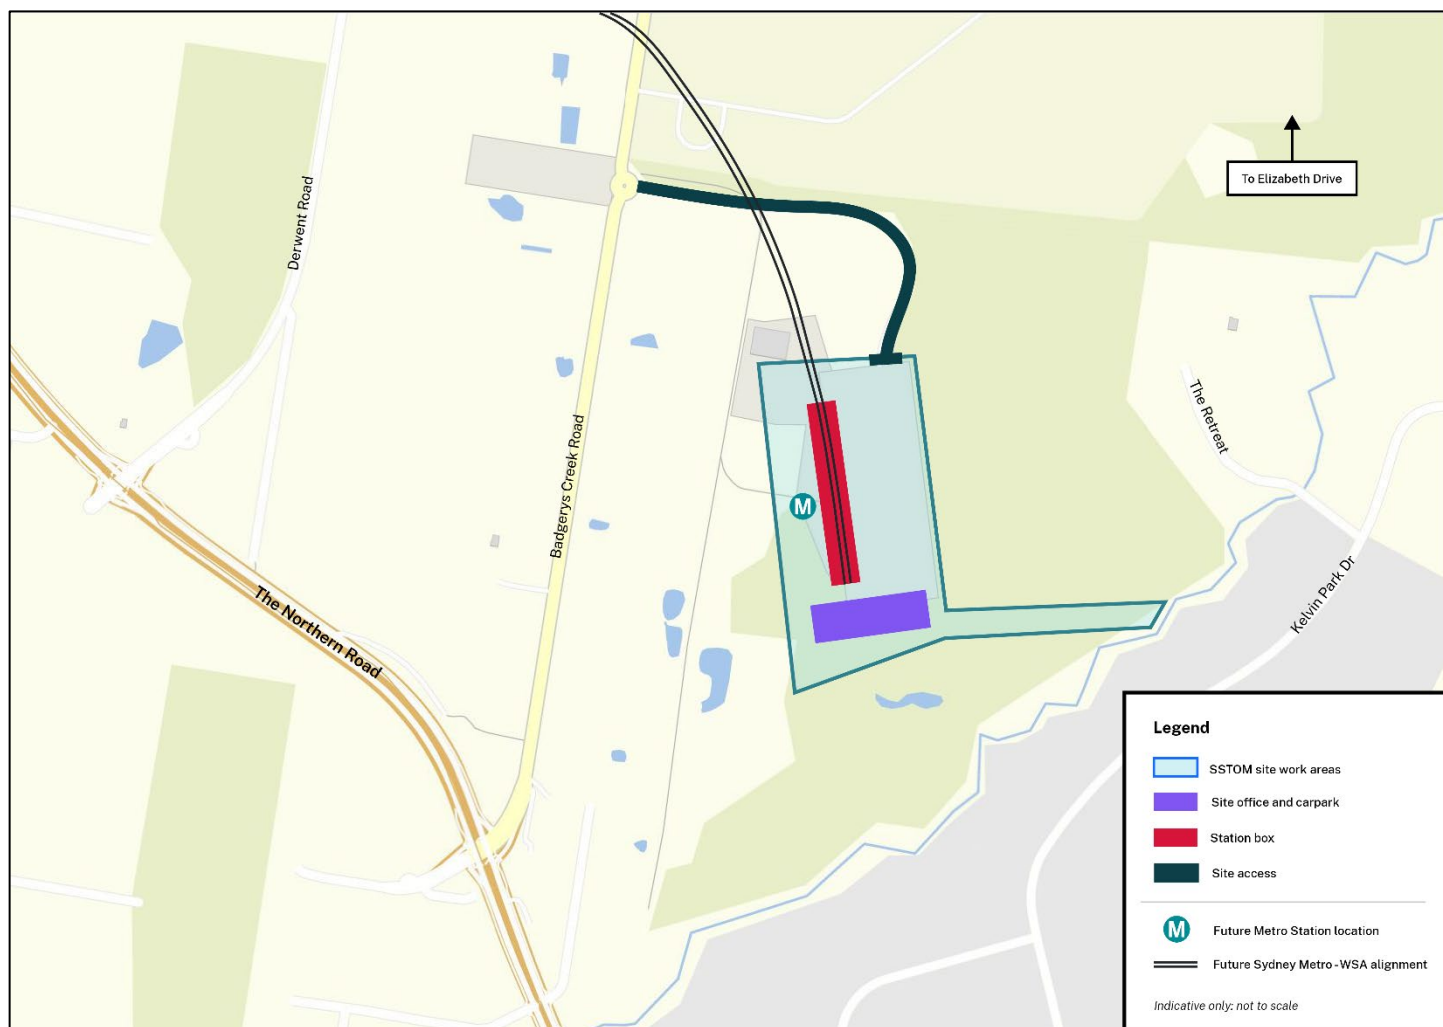 To Elizabeth Drive
Derwent Road
The Retreat
Badgerys Creek Road
M
Kelvin Park Dr
The Northern Road
Legend
SSTOM site work areas
Site office and carpark
Station box
Site access
M
Future Metro Station location
Future Sydney Metro - WSA alignment
Indicative only: not to scale